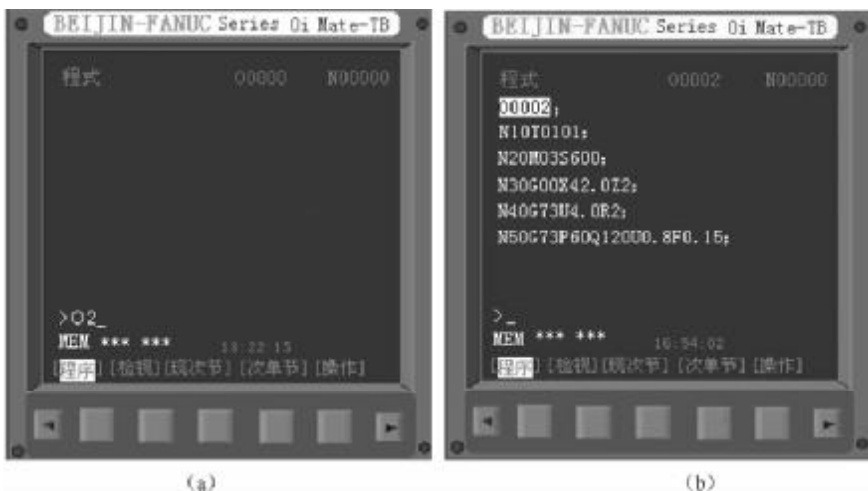 BEIJIN-FANUC Series Oi Mate-TB
程式 O0000 N00000
>O2_
MEM *** ***
18:22:15
[程序][检视][现次节][次单节][操作]
(a)
BEIJIN-FANUC Series Oi Mate-TB
程式 O0002 N00000
O0002;
N10T0101;
N20M03S600;
N30G00X42.0Z2;
N40G73U4.0R2;
N50G73P60Q120U0.8F0.15;
>_
MEM *** ***
16:54:02
[程序][检视][现次节][次单节][操作]
(b)